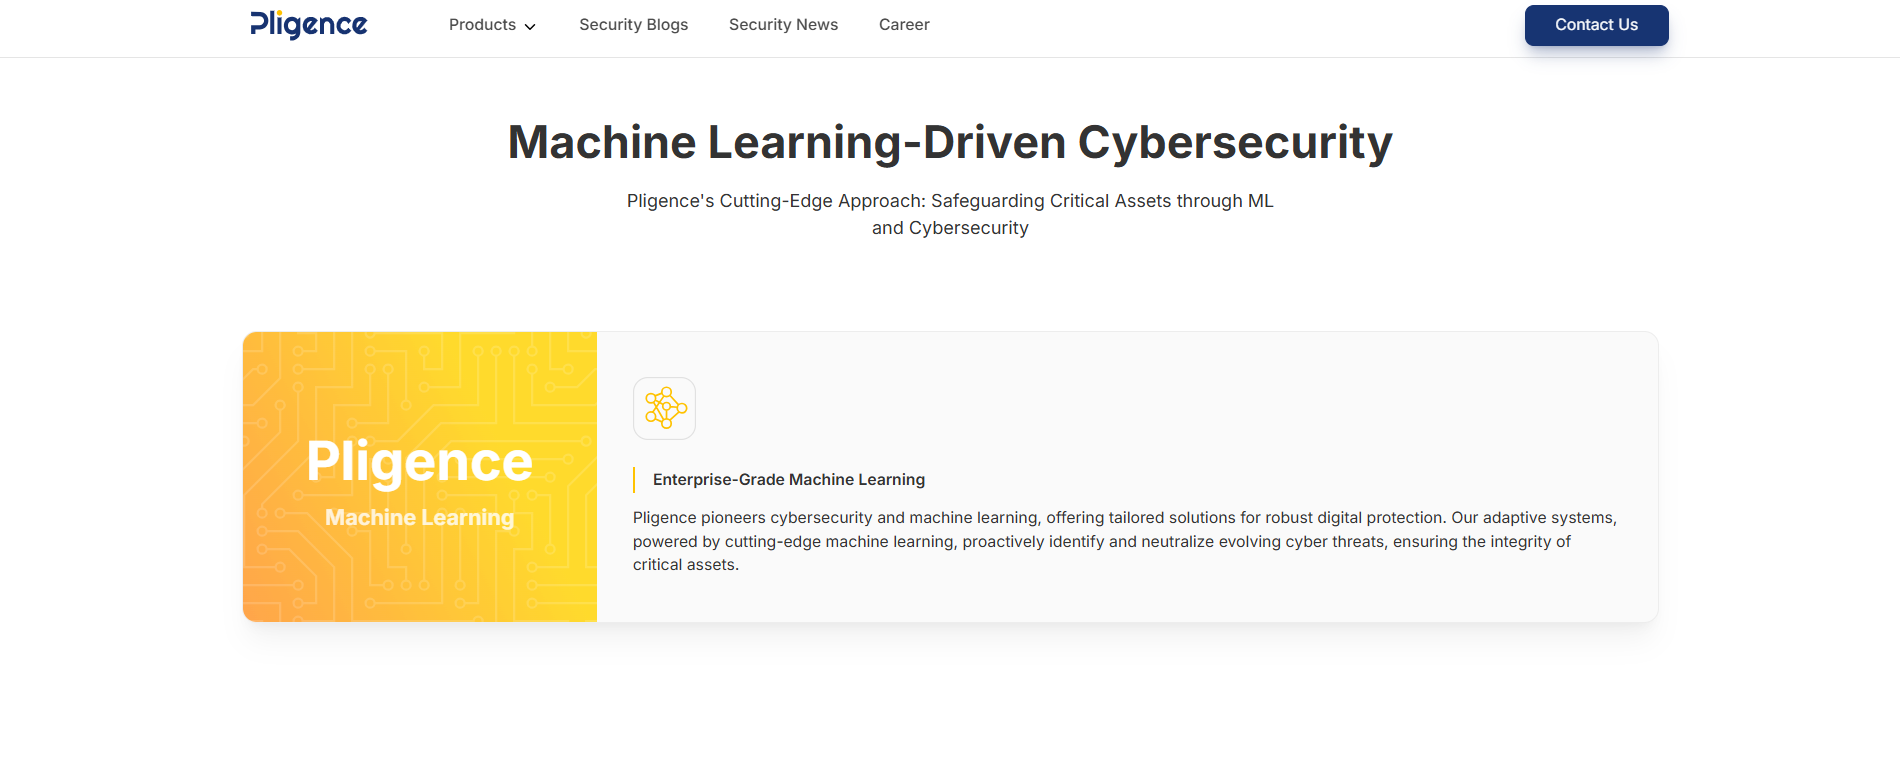 Pligence
Products
Security Blogs
Security News
Career
Contact Us
Machine Learning-Driven Cybersecurity
Pligence's Cutting-Edge Approach: Safeguarding Critical Assets through ML
and Cybersecurity
Pligence
Machine Learning
Enterprise-Grade Machine Learning
Pligence pioneers cybersecurity and machine learning, offering tailored solutions for robust digital protection. Our adaptive systems,
powered by cutting-edge machine learning, proactively identify and neutralize evolving cyber threats, ensuring the integrity of
critical assets.